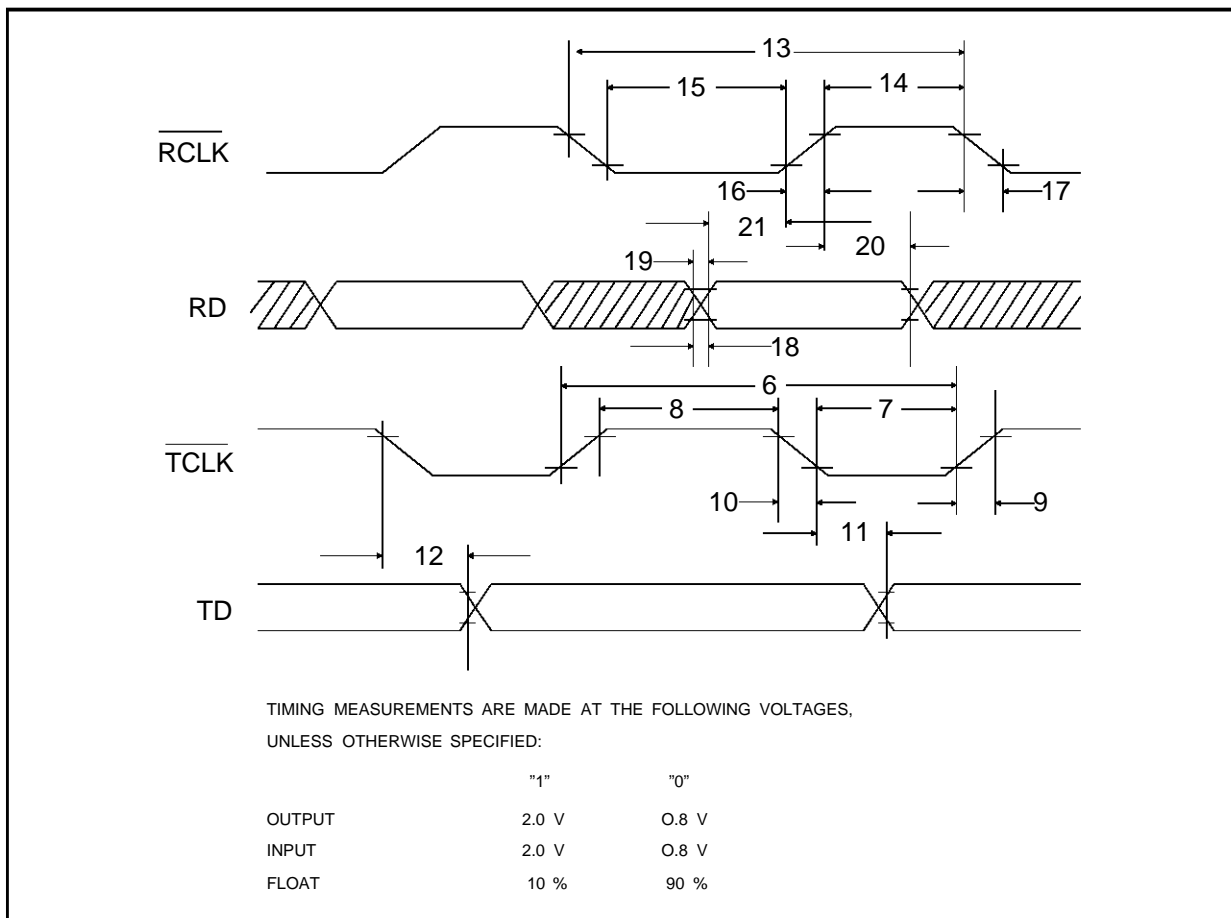 13
15 14
RCLK
16 17
21
20
19
RD
18
6
8 7
TCLK
10 9
11
12
TD
TIMING MEASUREMENTS ARE MADE AT THE FOLLOWING VOLTAGES,
UNLESS OTHERWISE SPECIFIED:
”1” ”0”
OUTPUT 2.0 V O.8 V
INPUT 2.0 V O.8 V
FLOAT 10 % 90 %